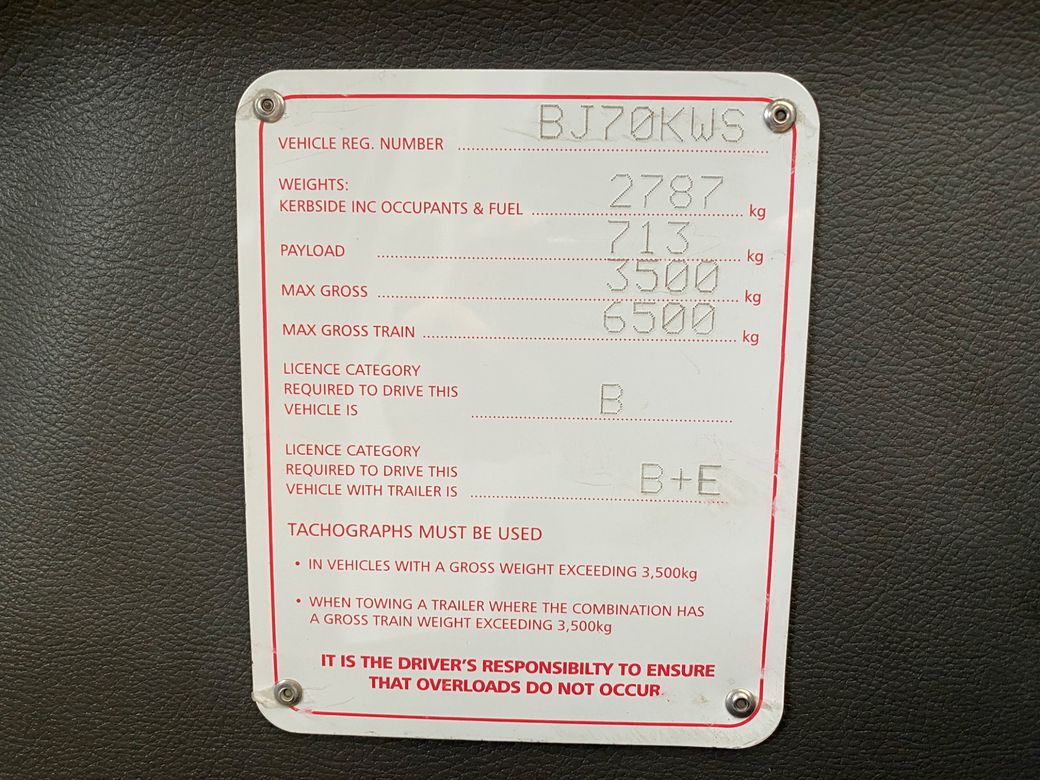 VEHICLE REG. NUMBER BJ70KWS
WEIGHTS:
KERBSIDE INC OCCUPANTS & FUEL 2787 kg
PAYLOAD 713 kg
MAX GROSS 3500 kg
MAX GROSS TRAIN 6500 kg
LICENCE CATEGORY
REQUIRED TO DRIVE THIS
VEHICLE IS B
LICENCE CATEGORY
REQUIRED TO DRIVE THIS
VEHICLE WITH TRAILER IS B+E
TACHOGRAPHS MUST BE USED
• IN VEHICLES WITH A GROSS WEIGHT EXCEEDING 3,500kg
• WHEN TOWING A TRAILER WHERE THE COMBINATION HAS
A GROSS TRAIN WEIGHT EXCEEDING 3,500kg
IT IS THE DRIVER'S RESPONSIBILTY TO ENSURE
THAT OVERLOADS DO NOT OCCUR.